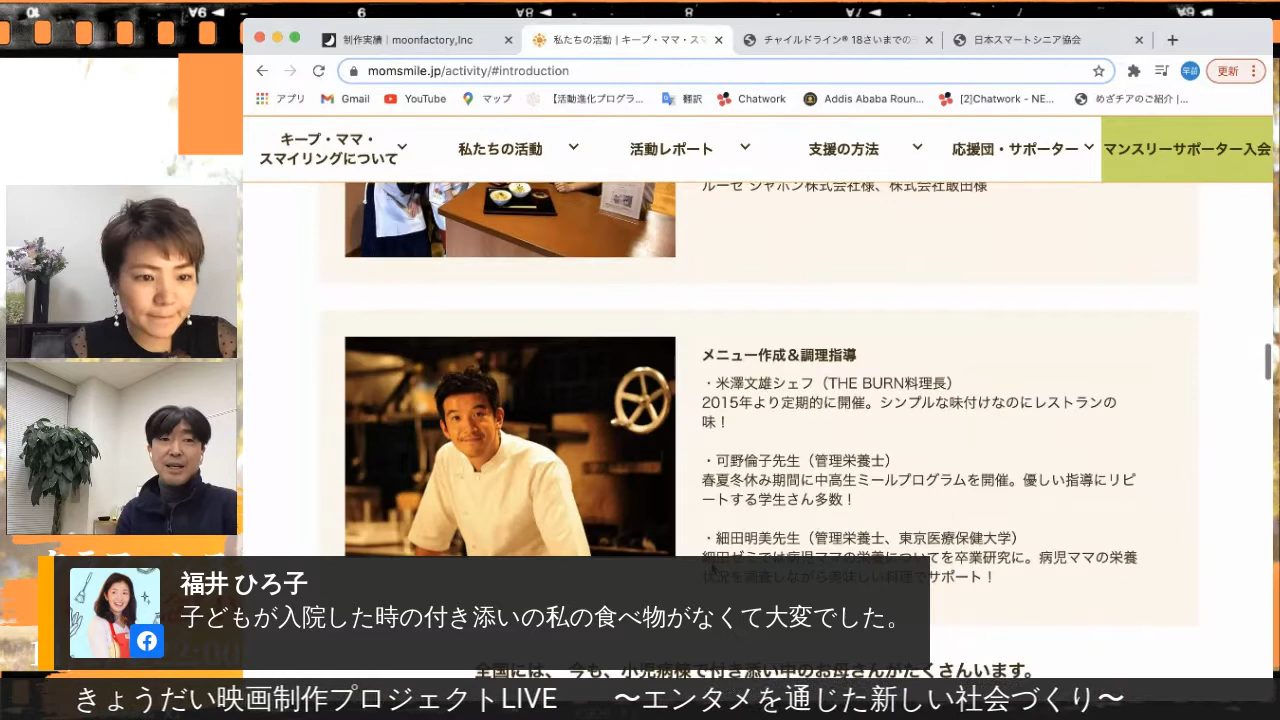 制作実績｜moonfactory,Inc
私たちの活動｜キープ・ママ・ス
チャイルドライン® 18さいまでの
日本スマートシニア協会
momsmile.jp/activity/#introduction
早苗
更新
アプリ
Gmail
YouTube
マップ
【活動進化プログラ...
翻訳
Chatwork
Addis Ababa Roun...
[2]Chatwork - NE...
めざチアのご紹介 |...
キープ・ママ・
スマイリングについて
私たちの活動
活動レポート
支援の方法
応援団・サポーター
マンスリーサポーター入会
ルーセ ジャポン株式会社様、株式会社敵田様
メニュー作成＆調理指導
・米澤文雄シェフ（THE BURN料理長）
2015年より定期的に開催。シンプルな味付けなのにレストランの
味！
・可野倫子先生（管理栄養士）
春夏冬休み期間に中高生ミールプログラムを開催。優しい指導にリピ
ートする学生さん多数！
・細田明美先生（管理栄養士、東京医療保健大学）
細田ゼミでは病児ママの栄養についてを卒業研究に。病児ママの栄養
状況を調査しながら美味しい料理でサポート！
福井 ひろ子
子どもが入院した時の付き添いの私の食べ物がなくて大変でした。
全国には、今も、小児病棟で付き添い中のお母さんがたくさんいます。
きょうだい映画制作プロジェクトLIVE　　〜エンタメを通じた新しい社会づくり〜